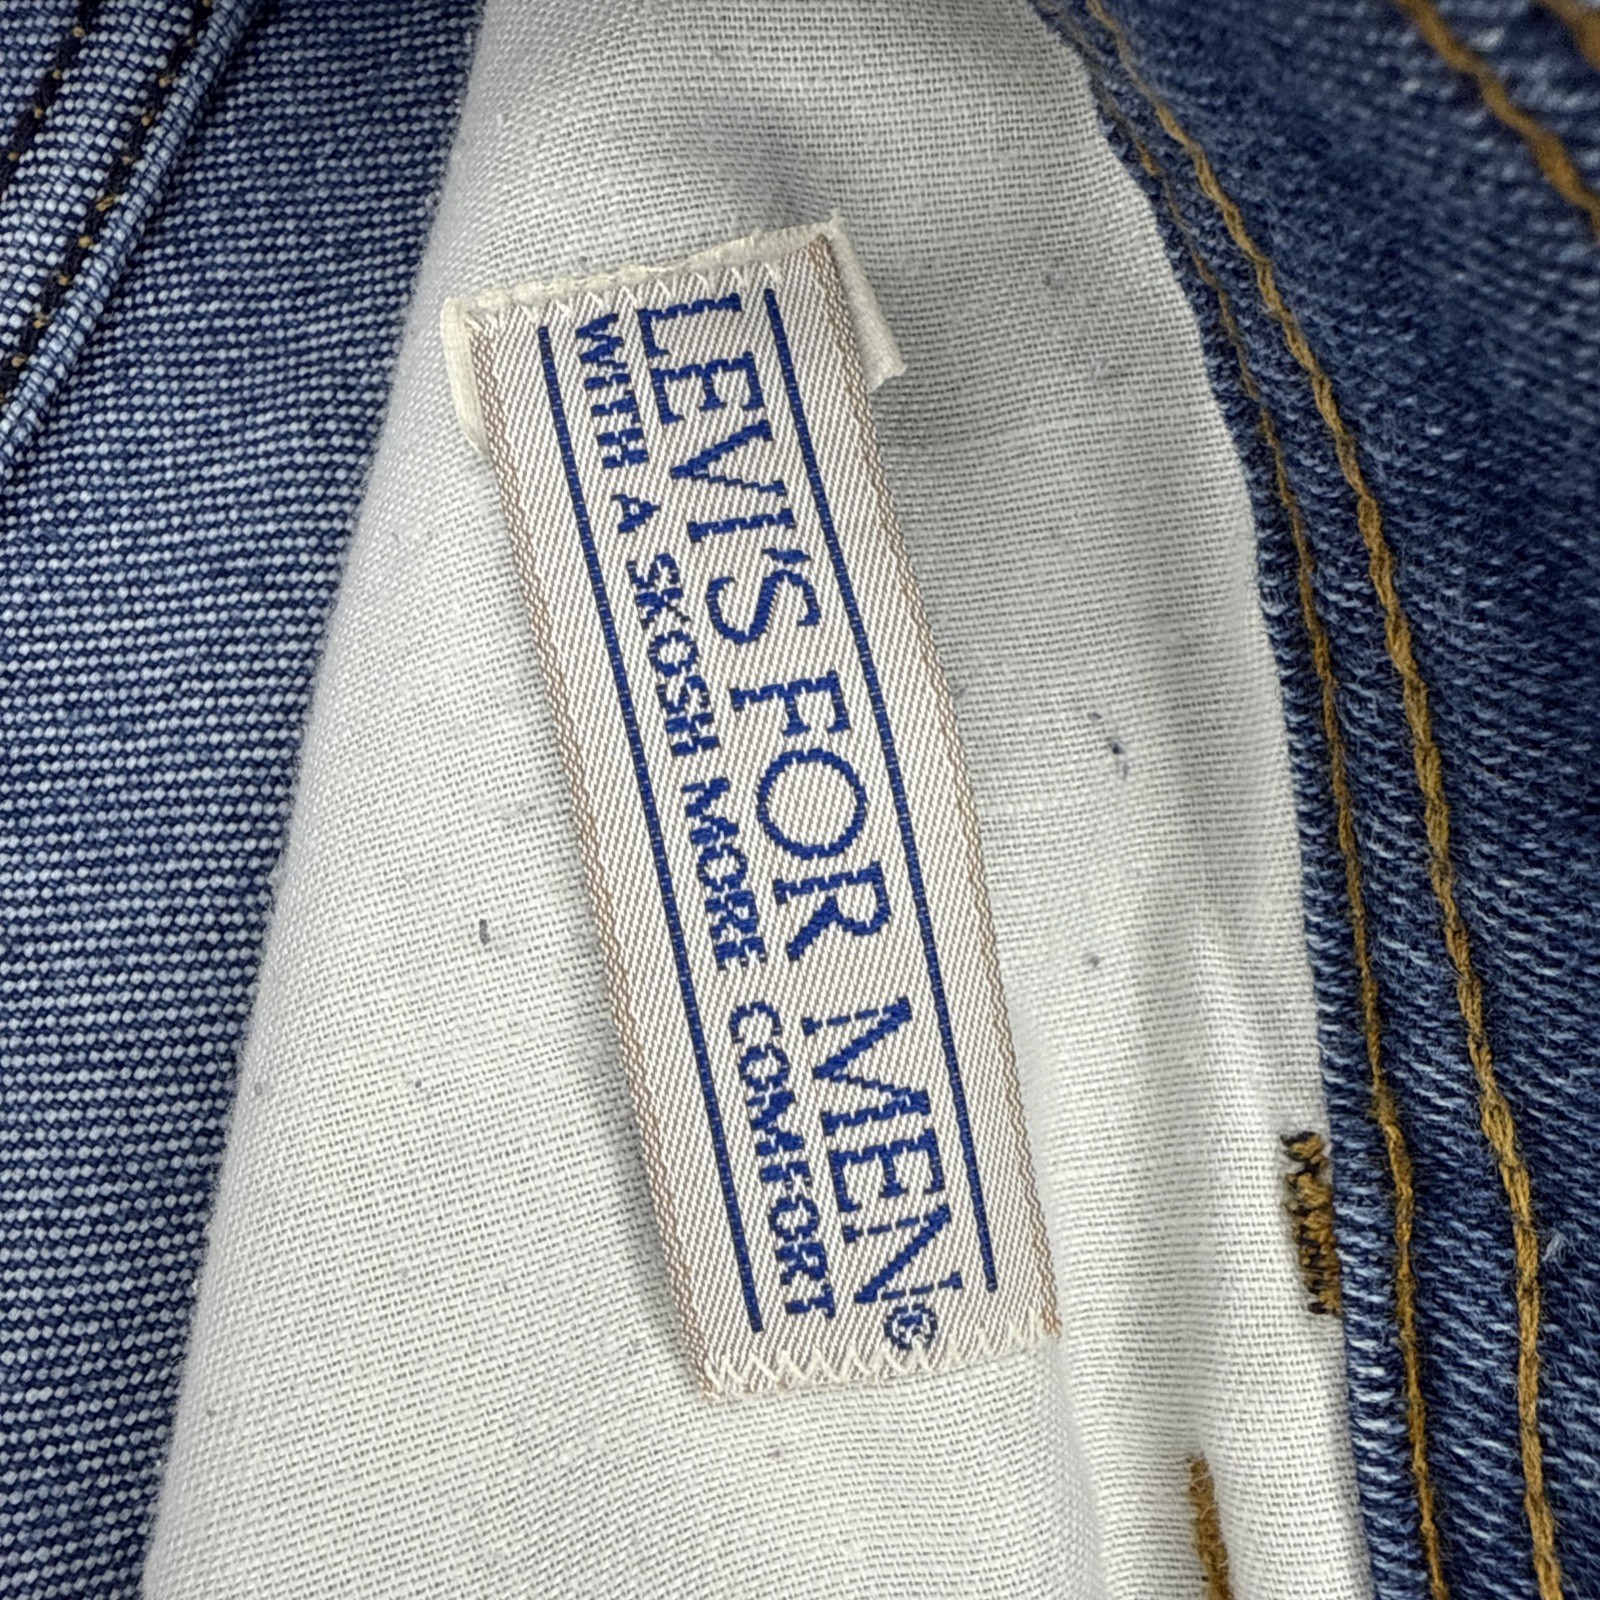 LEVI'S FOR MEN©
WITH A SKOSH MORE COMFORT